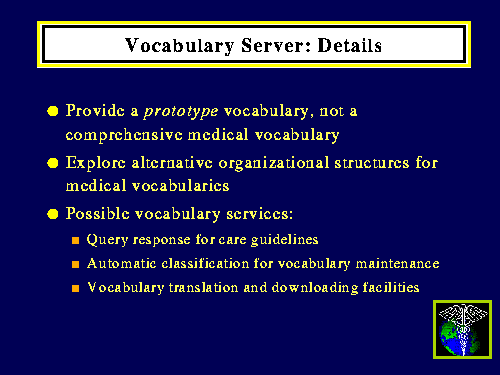 Vocabulary Server: Details
Provide a prototype vocabulary, not a
comprehensive medical vocabulary
Explore alternative organizational structures for
medical vocabularies
Possible vocabulary services:
Query response for care guidelines
Automatic classification for vocabulary maintenance
Vocabulary translation and downloading facilities